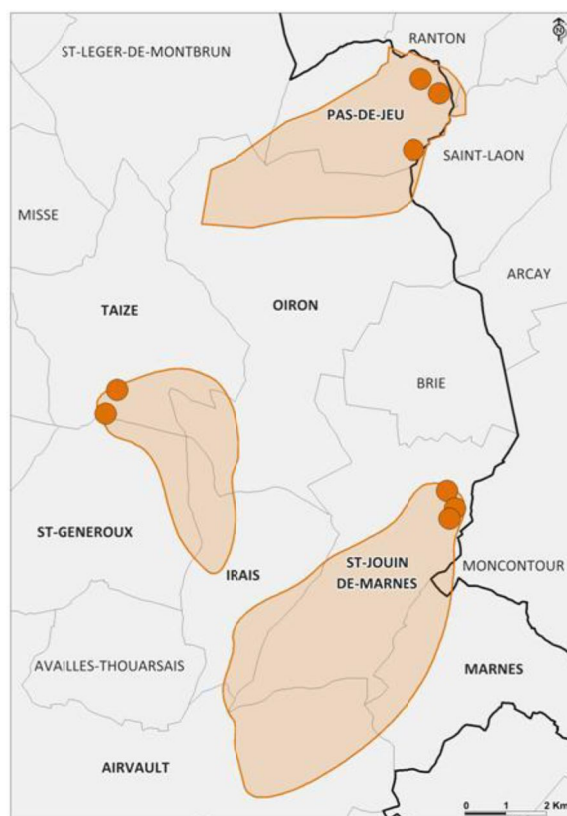 RANTON
ST-LEGER-DE-MONTBRUN
N
PAS-DE-JEU
SAINT-LAON
MISSE
ARCAY
TAIZE
OIRON
BRIE
ST-GENEROUX
ST-JOUIN
DE-MARNES
MONCONTOUR
IRAIS
AVAILLES-THOUARSAIS
MARNES
AIRVAULT
0 1 2 Km